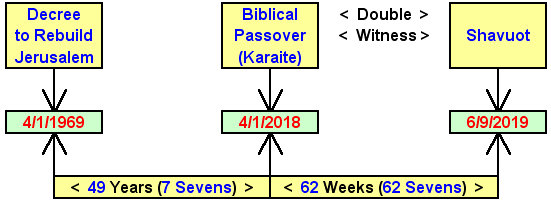 Decree
to Rebuild
Jerusalem
Biblical
Passover
(Karaite)
< Double >
< Witness >
Shavuot
4/1/1969
4/1/2018
6/9/2019
< 49 Years (7 Sevens) >
< 62 Weeks (62 Sevens) >